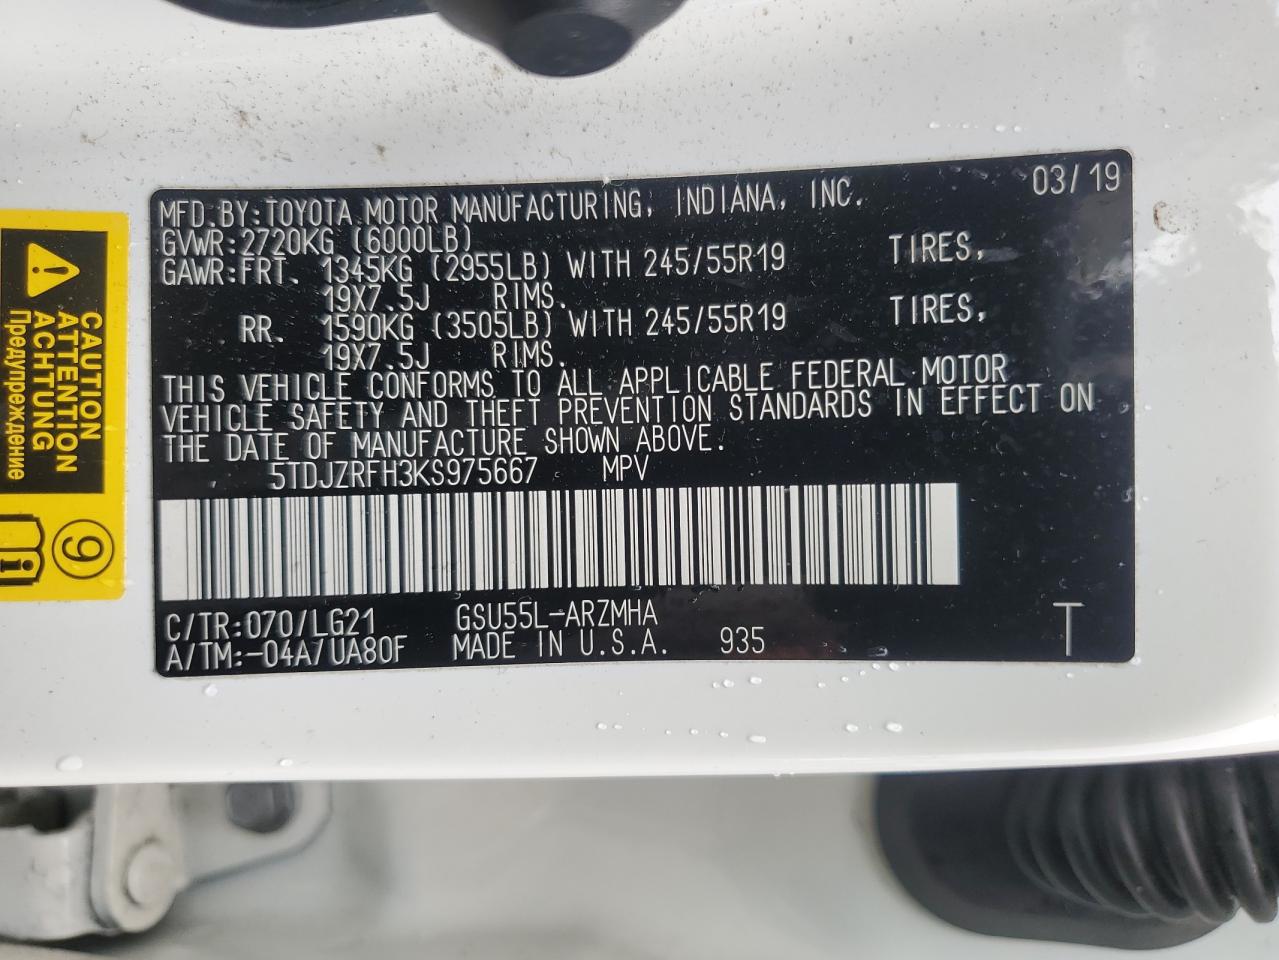 MFD.BY:TOYOTA MOTOR MANUFACTURING, INDIANA, INC. 03/19
GVWR:2720KG (6000LB)
GAWR:FRT. 1345KG (2955LB) WITH 245/55R19 TIRES,
19X7.5J RIMS.
RR. 1590KG (3505LB) WITH 245/55R19 TIRES,
19X7.5J RIMS.
THIS VEHICLE CONFORMS TO ALL APPLICABLE FEDERAL MOTOR
VEHICLE SAFETY AND THEFT PREVENTION STANDARDS IN EFFECT ON
THE DATE OF MANUFACTURE SHOWN ABOVE.
5TDJZRFH3KS975667 MPV
C/TR:070/LG21 GSU55L-ARZMHA
A/TM:-04A/UA80F MADE IN U.S.A. 935 T
CAUTION
ATTENTION
ACHTUNG
Предупреждение
9
i